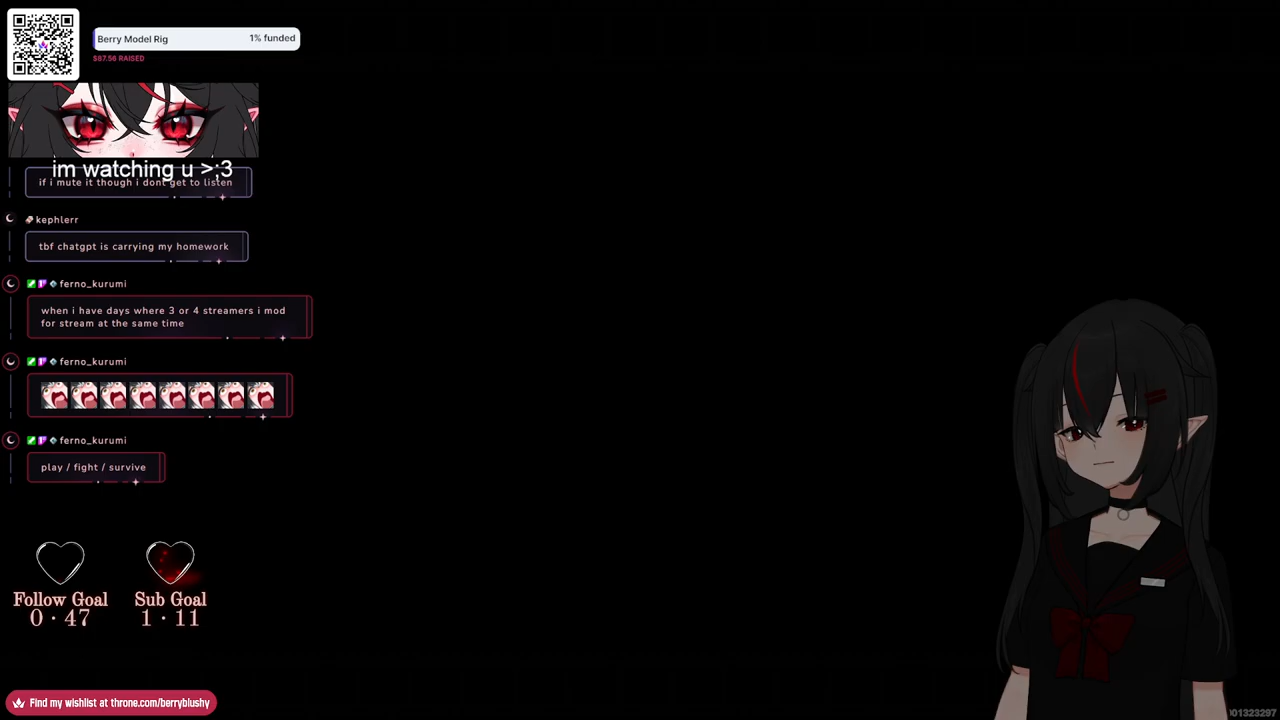 Berry Model Rig 1% funded
$87.56 RAISED
im watching u >;3
if i mute it though i dont get to listen
kephlerr
tbf chatgpt is carrying my homework
ferno_kurumi
when i have days where 3 or 4 streamers i mod
for stream at the same time
ferno_kurumi
ferno_kurumi
play / fight / survive
Follow Goal Sub Goal
0 · 47 1 · 11
Find my wishlist at throne.com/berryblushy
001323297